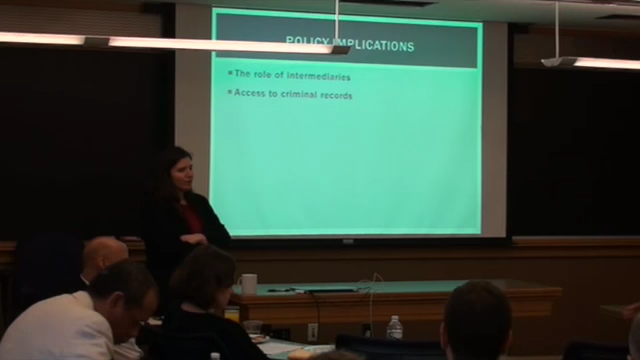 POLICY IMPLICATIONS
The role of intermediaries
Access to criminal records